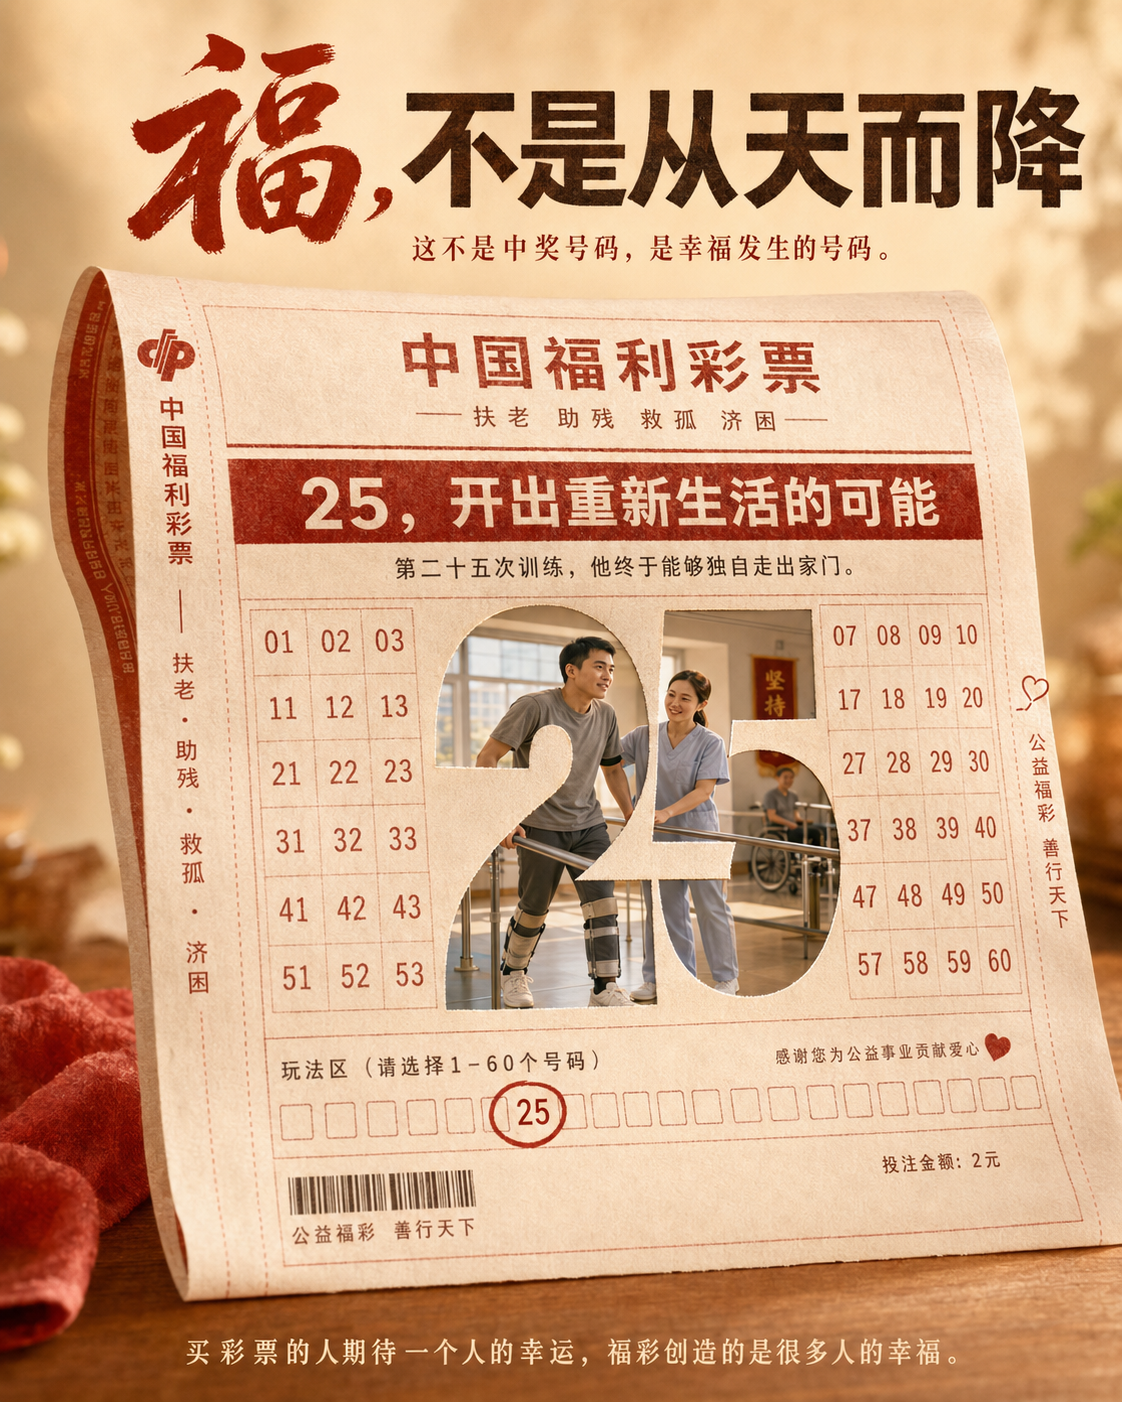 福，不是从天而降
这不是中奖号码，是幸福发生的号码。
中国福利彩票
扶老 助残 救孤 济困
25，开出重新生活的可能
第二十五次训练，他终于能够独自走出家门。
中国福利彩票——扶老·助残·救孤·济困
01 02 03
11 12 13
21 22 23
31 32 33
41 42 43
51 52 53
25
坚持
07 08 09 10
17 18 19 20
27 28 29 30
37 38 39 40
47 48 49 50
57 58 59 60
公益福彩 善行天下
玩法区（请选择1-60个号码）
感谢您为公益事业贡献爱心
25
投注金额：2元
公益福彩 善行天下
买彩票的人期待一个人的幸运，福彩创造的是很多人的幸福。